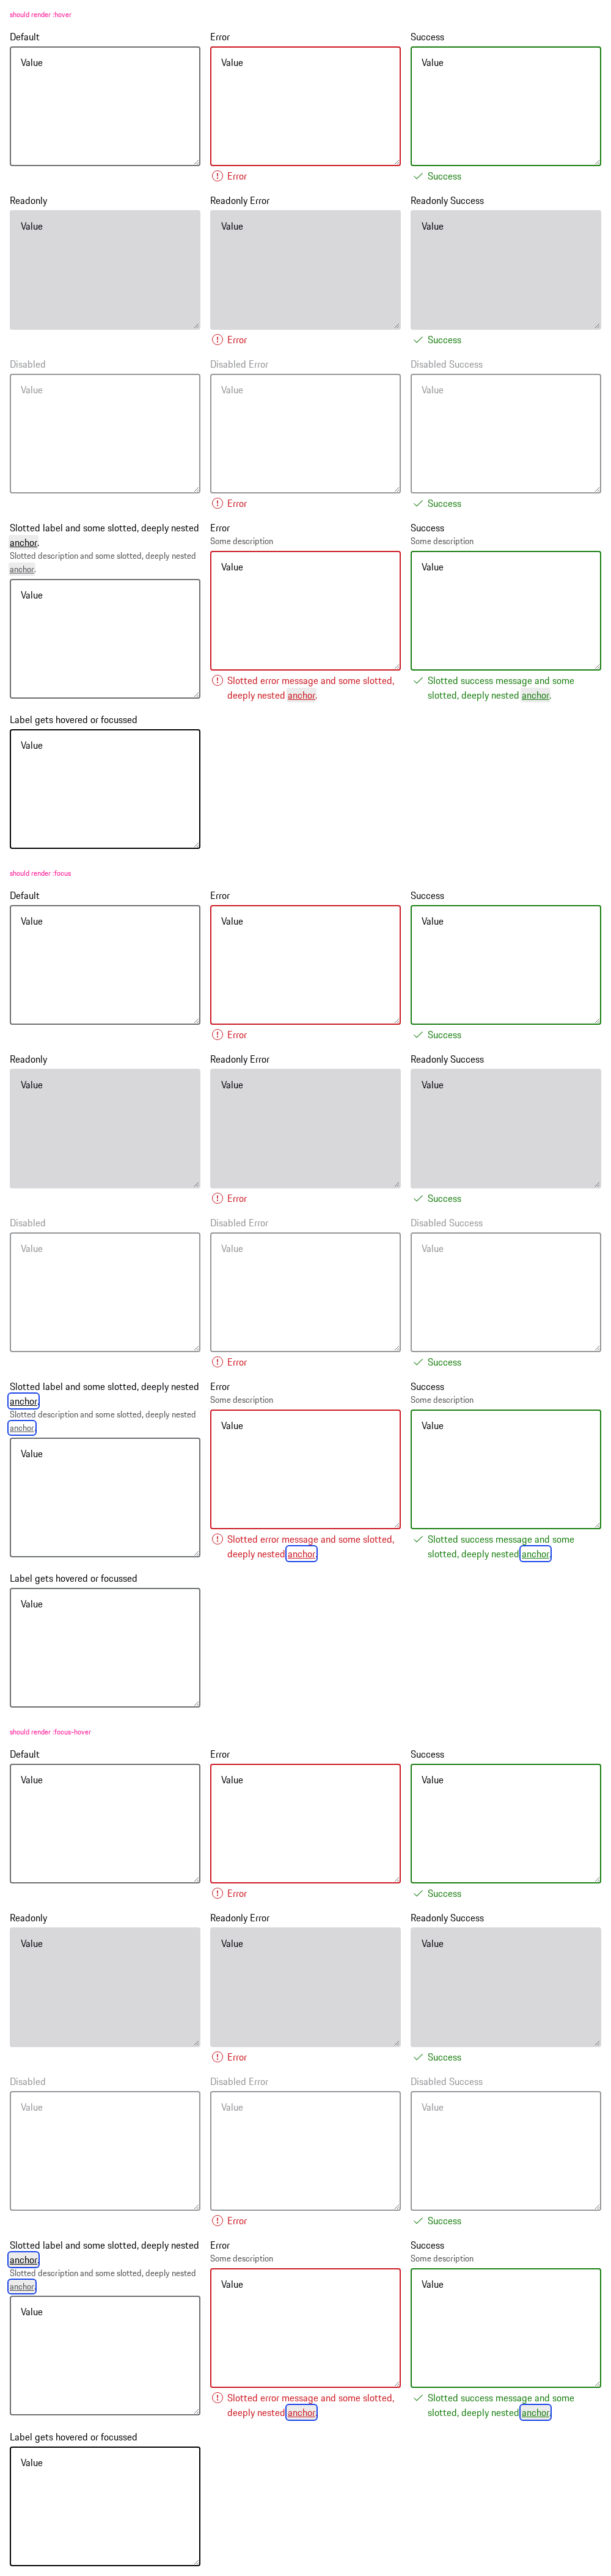 should render :hover
Default Error Success
Value Value Value
Error Success
Readonly Readonly Error Readonly Success
Value Value Value
Error Success
Disabled Disabled Error Disabled Success
Value Value Value
Error Success
Slotted label and some slotted, deeply nested Error Success
anchor. Some description Some description
Slotted description and some slotted, deeply nested
anchor. Value Value
Value
Slotted error message and some slotted, Slotted success message and some
deeply nested anchor. slotted, deeply nested anchor.
Label gets hovered or focussed
Value
should render :focus
Default Error Success
Value Value Value
Error Success
Readonly Readonly Error Readonly Success
Value Value Value
Error Success
Disabled Disabled Error Disabled Success
Value Value Value
Error Success
Slotted label and some slotted, deeply nested Error Success
anchor. Some description Some description
Slotted description and some slotted, deeply nested
anchor. Value Value
Value
Slotted error message and some slotted, Slotted success message and some
deeply nested anchor. slotted, deeply nested anchor.
Label gets hovered or focussed
Value
should render :focus-hover
Default Error Success
Value Value Value
Error Success
Readonly Readonly Error Readonly Success
Value Value Value
Error Success
Disabled Disabled Error Disabled Success
Value Value Value
Error Success
Slotted label and some slotted, deeply nested Error Success
anchor. Some description Some description
Slotted description and some slotted, deeply nested
anchor. Value Value
Value
Slotted error message and some slotted, Slotted success message and some
deeply nested anchor. slotted, deeply nested anchor.
Label gets hovered or focussed
Value